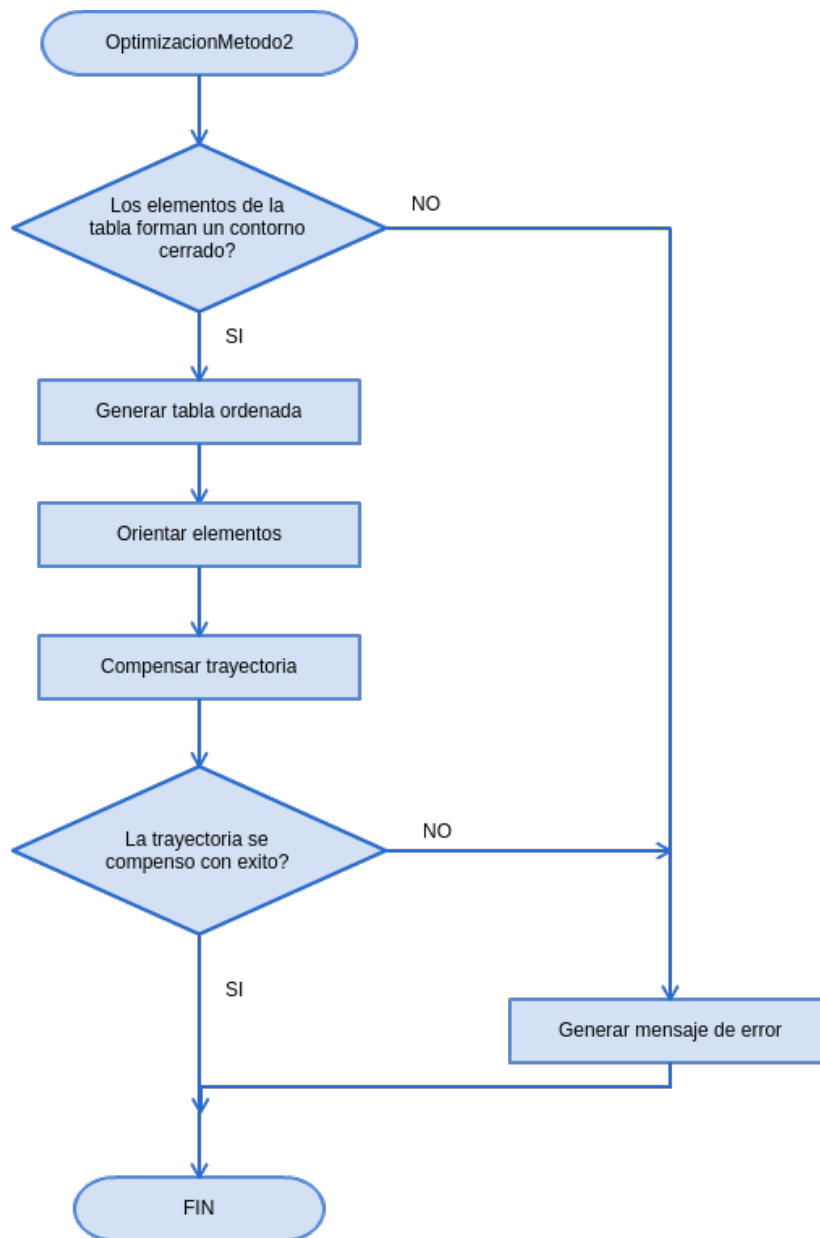 OptimizacionMetodo2
Los elementos de la
tabla forman un contorno
cerrado?
NO
SI
Generar tabla ordenada
Orientar elementos
Compensar trayectoria
La trayectoria se
compenso con exito?
NO
SI
Generar mensaje de error
FIN